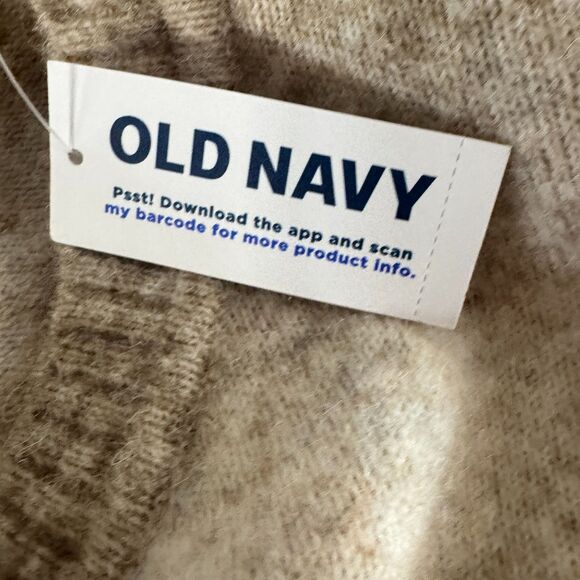 OLD NAVY
Psst! Download the app and scan
my barcode for more product info.